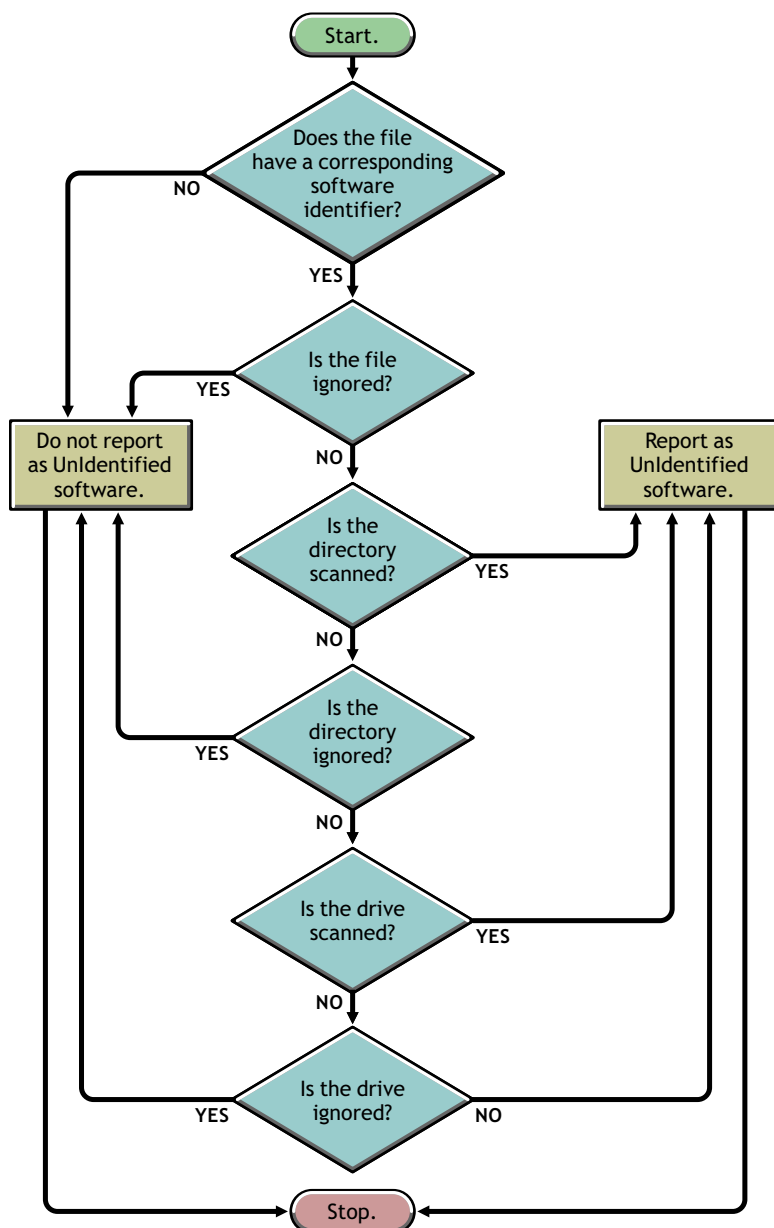 Start.
Does the file
have a corresponding
software
identifier?
NO
YES
Is the file
ignored?
YES
NO
Do not report
as UnIdentified
software.
Report as
UnIdentified
software.
Is the
directory
scanned?
YES
NO
Is the
directory
ignored?
YES
NO
Is the drive
scanned?
YES
NO
Is the drive
ignored?
YES
NO
Stop.